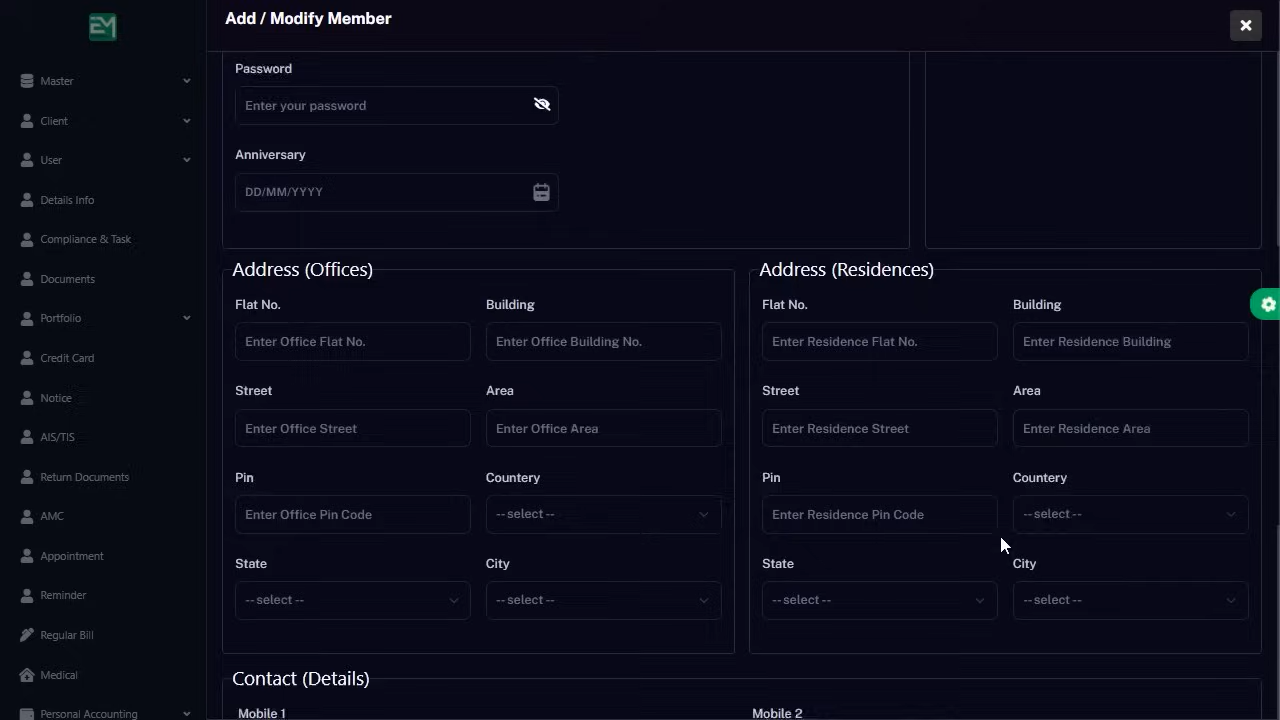 EM
Add / Modify Member
Master
Client
User
Details Info
Compliance & Task
Documents
Portfolio
Credit Card
Notice
AIS/TIS
Return Documents
AMC
Appointment
Reminder
Regular Bill
Medical
Personal Accounting
Password
Enter your password
Anniversary
DD/MM/YYYY
Address (Offices)
Flat No. Building
Enter Office Flat No. Enter Office Building No.
Street Area
Enter Office Street Enter Office Area
Pin Countery
Enter Office Pin Code -- select --
State City
-- select -- -- select --
Address (Residences)
Flat No. Building
Enter Residence Flat No. Enter Residence Building
Street Area
Enter Residence Street Enter Residence Area
Pin Countery
Enter Residence Pin Code -- select --
State City
-- select -- -- select --
Contact (Details)
Mobile 1 Mobile 2